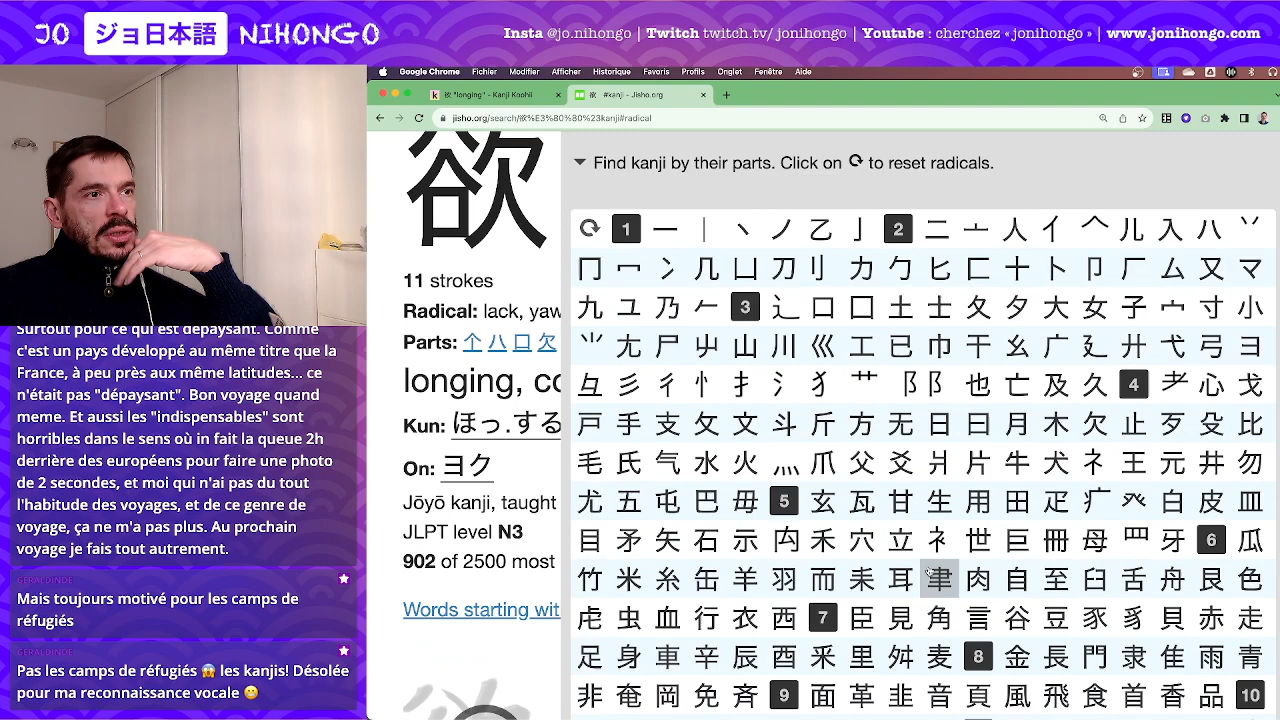 JO ジョ日本語 NIHONGO
Insta @jo.nihongo | Twitch twitch.tv/ jonihongo | Youtube : cherchez « jonihongo » | www.jonihongo.com
Google Chrome Fichier Modifier Afficher Historique Favoris Profils Onglet Fenêtre Aide
欲 "longing" - Kanji Koohii
欲 #kanji - Jisho.org
jisho.org/search/欲%E3%80%80%23kanji#radical
欲
11 strokes
Radical: lack, yaw
Parts: 个 ハ 口 欠
longing, co
Kun: ほっ.する
On: ヨク
Jōyō kanji, taught
JLPT level N3
902 of 2500 most
Words starting wit
Find kanji by their parts. Click on ⟳ to reset radicals.
⟳ 1 一 ｜ 丶 ノ 乙 亅 2 二 亠 人 亻 𠆢 儿 入 ハ 丷
冂 冖 冫 几 凵 刀 刂 力 勹 匕 匚 十 卜 卩 厂 厶 又 マ
九 ユ 乃 𠂉 3 ⻌ 口 囗 土 士 夂 夕 大 女 子 宀 寸 小
⺌ 尢 尸 屮 山 川 巛 工 已 巾 干 幺 广 廴 廾 弋 弓 ヨ
彑 彡 彳 忄 扌 氵 犭 艹 ⻏ 阝 也 亡 及 久 4 耂 心 戈
戸 手 支 攵 文 斗 斤 方 无 日 曰 月 木 欠 止 歹 殳 比
毛 氏 气 水 火 灬 爪 父 爻 爿 片 牛 犬 礻 王 元 井 勿
尤 五 屯 巴 毋 5 玄 瓦 甘 生 用 田 疋 疒 癶 白 皮 皿
目 矛 矢 石 示 禸 禾 穴 立 衤 世 巨 冊 母 罒 牙 6 瓜
竹 米 糸 缶 羊 羽 而 耒 耳 聿 肉 自 至 臼 舌 舟 艮 色
虍 虫 血 行 衣 西 7 臣 見 角 言 谷 豆 豕 豸 貝 赤 走
足 身 車 辛 辰 酉 釆 里 舛 麦 8 金 長 門 隶 隹 雨 青
非 奄 岡 免 斉 9 面 革 韭 音 頁 風 飛 食 首 香 品 10
Surtout pour ce qui est dépaysant. Comme
c'est un pays développé au même titre que la
France, à peu près aux même latitudes... ce
n'était pas "dépaysant". Bon voyage quand
meme. Et aussi les "indispensables" sont
horribles dans le sens où in fait la queue 2h
derrière des européens pour faire une photo
de 2 secondes, et moi qui n'ai pas du tout
l'habitude des voyages, et de ce genre de
voyage, ça ne m'a pas plus. Au prochain
voyage je fais tout autrement.
GERALDINDE
Mais toujours motivé pour les camps de
réfugiés
GERALDINDE
Pas les camps de réfugiés 😱 les kanjis! Désolée
pour ma reconnaissance vocale 😬